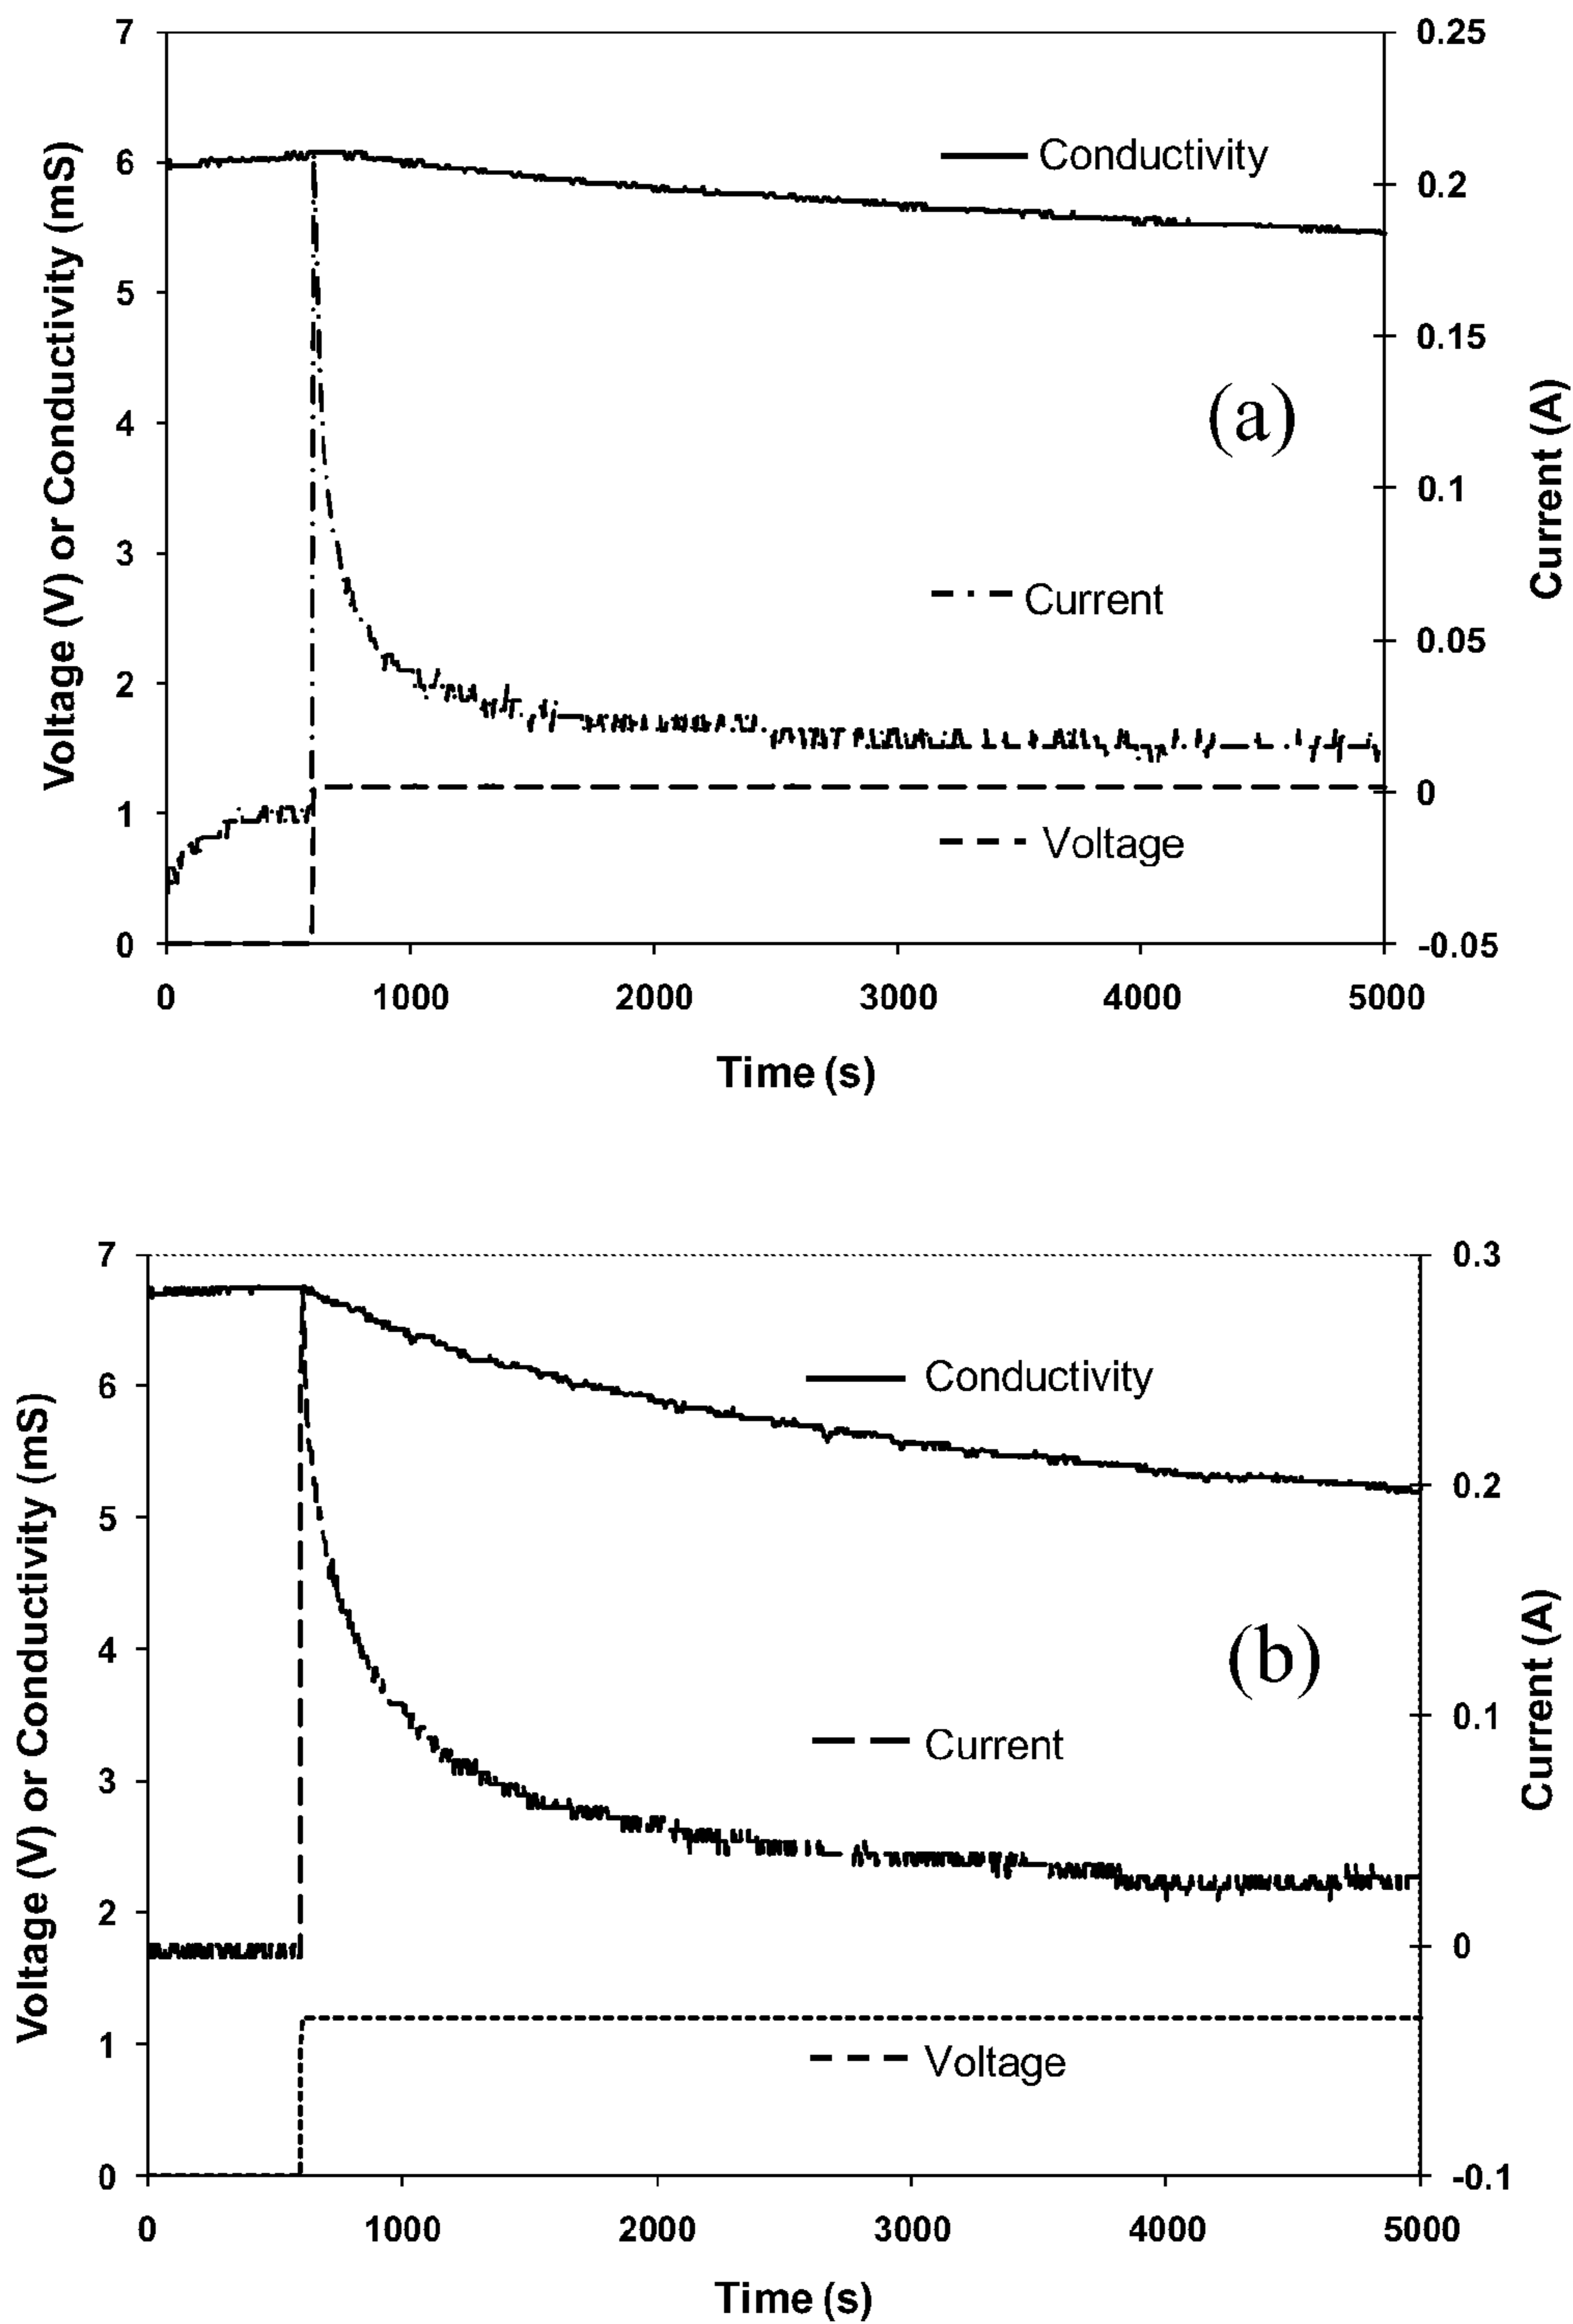 7
6
5
4
3
2
1
0
Voltage (V) or Conductivity (mS)
0.25
0.2
0.15
0.1
0.05
0
-0.05
Current (A)
Conductivity
(a)
Current
Voltage
0 1000 2000 3000 4000 5000
Time (s)
7
6
5
4
3
2
1
0
Voltage (V) or Conductivity (mS)
0.3
0.2
0.1
0
-0.1
Current (A)
Conductivity
(b)
Current
Voltage
0 1000 2000 3000 4000 5000
Time (s)